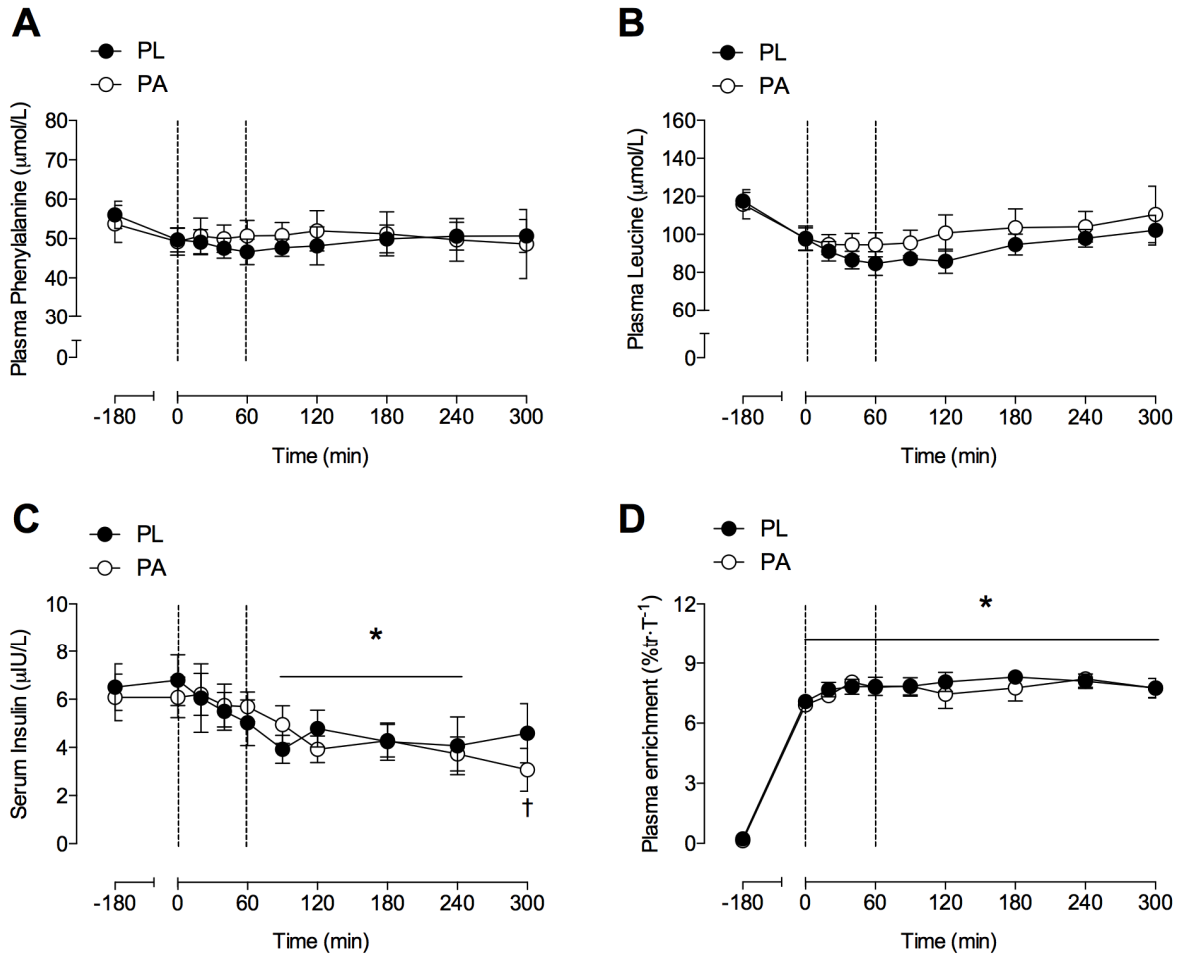 A
PL
PA
Plasma Phenylalanine (μmol/L)
80
70
60
50
40
30
0
-180 0 60 120 180 240 300
Time (min)
B
PL
PA
Plasma Leucine (μmol/L)
160
140
120
100
80
60
0
-180 0 60 120 180 240 300
Time (min)
C
PL
PA
Serum Insulin (μIU/L)
10
8
6
4
2
0
*
†
-180 0 60 120 180 240 300
Time (min)
D
PL
PA
Plasma enrichment (%tr·T⁻¹)
12
9
6
3
0
*
-180 0 60 120 180 240 300
Time (min)